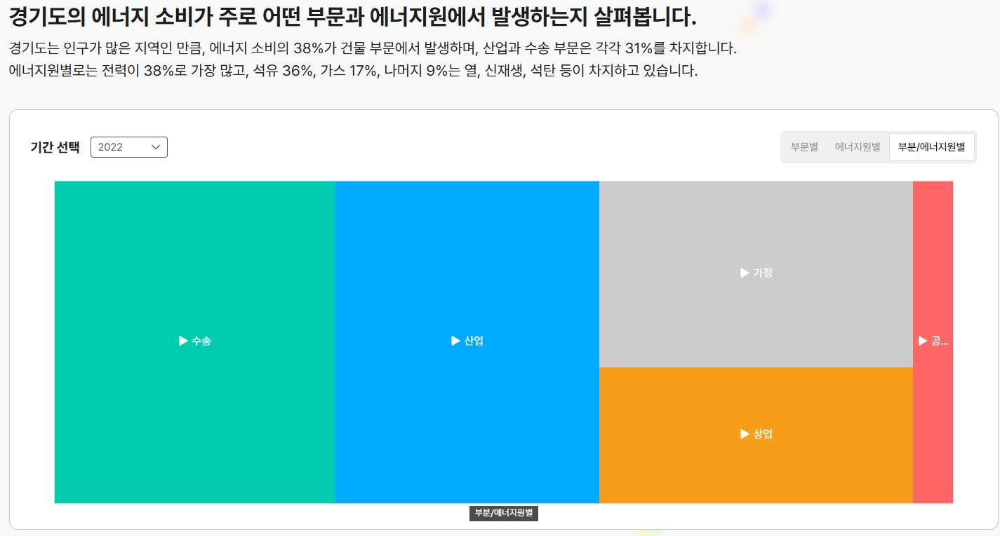 경기도의 에너지 소비가 주로 어떤 부문과 에너지원에서 발생하는지 살펴봅니다.
경기도는 인구가 많은 지역인 만큼, 에너지 소비의 38%가 건물 부문에서 발생하며, 산업과 수송 부문은 각각 31%를 차지합니다.
에너지원별로는 전력이 38%로 가장 많고, 석유 36%, 가스 17%, 나머지 9%는 열, 신재생, 석탄 등이 차지하고 있습니다.
기간 선택 2022 부문별 에너지원별 부분/에너지원별
▶ 가정
▶ 수송 ▶ 산업 ▶ 공...
▶ 상업
부분/에너지원별